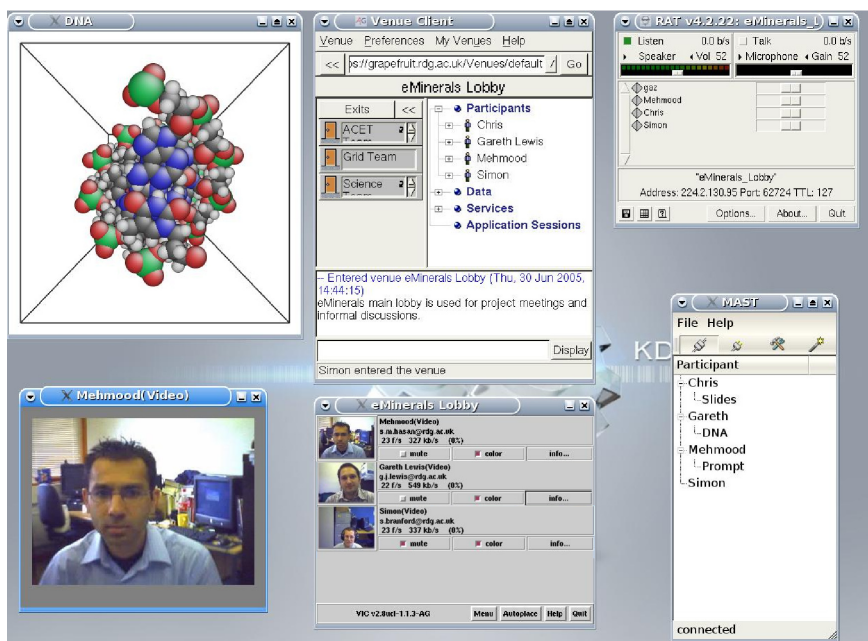 DNA
Venue Client
Venue Preferences My Venues Help
<< ps://grapefruit.rdg.ac.uk/Venues/default Go
eMinerals Lobby
Exits <<
ACET
Grid Team
Science
Participants
Chris
Gareth Lewis
Mehmood
Simon
Data
Services
Application Sessions
-- Entered venue eMinerals Lobby (Thu, 30 Jun 2005,
14:44:15)
eMinerals main lobby is used for project meetings and
informal discussions.
Display
Simon entered the venue
RAT v4.2.22: eMinerals_L
Listen 0.0 b/s Talk 0.0 b/s
Speaker Vol 52 Microphone Gain 52
gaz
Mehmood
Chris
Simon
"eMinerals_Lobby"
Address: 224.2.130.95 Port: 62724 TTL: 127
Options... About... Quit
KD
MAST
File Help
Participant
Chris
Slides
Gareth
DNA
Mehmood
Prompt
Simon
connected
Mehmood(Video)
eMinerals Lobby
Mehmood(Video)
s.m.hasan@rdg.ac.uk
23 f/s 327 kb/s (0%)
mute color info...
Gareth Lewis(Video)
g.j.lewis@rdg.ac.uk
22 f/s 549 kb/s (0%)
mute color info...
Simon(Video)
s.branford@rdg.ac.uk
23 f/s 337 kb/s (0%)
mute color info...
VIC v2.8ucl-1.1.3-AG Menu Autoplace Help Quit